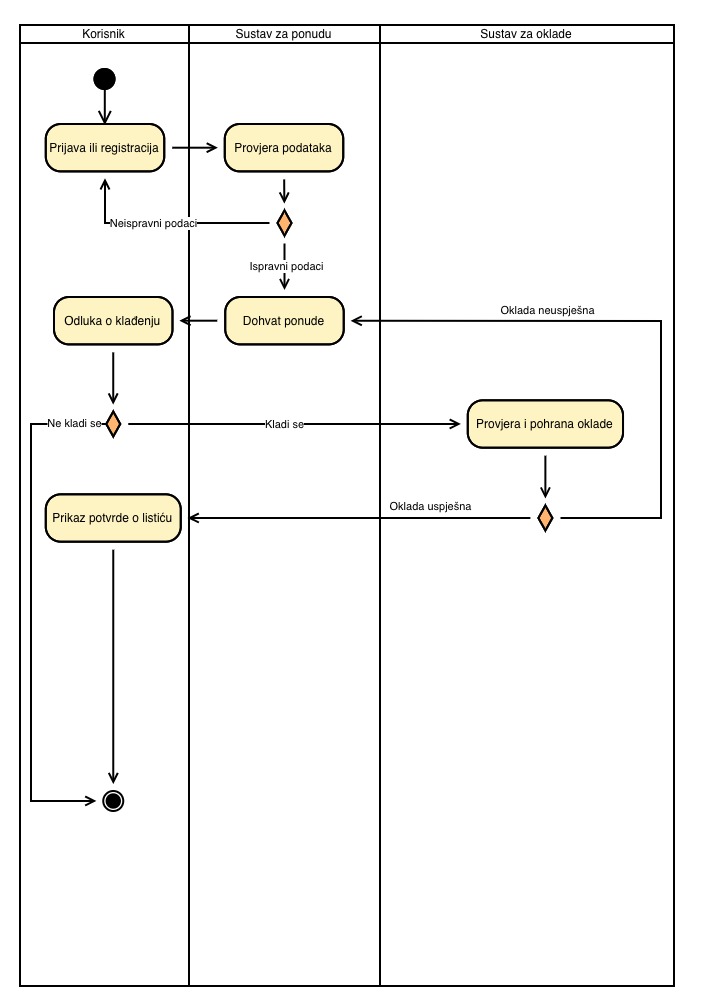 Korisnik
Sustav za ponudu
Sustav za oklade
Prijava ili registracija
Provjera podataka
Neispravni podaci
Ispravni podaci
Oklada neuspješna
Odluka o klađenju
Dohvat ponude
Ne kladi se
Kladi se
Provjera i pohrana oklade
Oklada uspješna
Prikaz potvrde o listiću